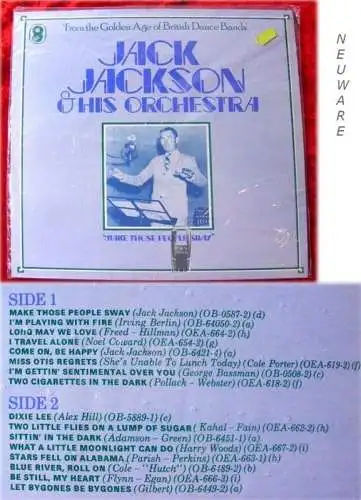 From the Golden Age of British Dance Bands
JACK
JACKSON
& HIS ORCHESTRA
"MAKE THOSE PEOPLE SWAY"
NEUWARE
SIDE 1
MAKE THOSE PEOPLE SWAY (Jack Jackson) (OB-0587-2) (d)
I'M PLAYING WITH FIRE (Irving Berlin) (OB-64050-2) (a)
LONG MAY WE LOVE (Freed - Hillman) (OEA-664-2) (h)
I TRAVEL ALONE (Noel Coward) (OEA-654-2) (g)
COME ON, BE HAPPY (Jack Jackson) (OB-6421-4) (a)
MISS OTIS REGRETS (She's Unable To Lunch Today) (Cole Porter) (OEA-619-2) (f)
I'M GETTIN' SENTIMENTAL OVER YOU (George Bassman) (OB-0508-2) (c)
TWO CIGARETTES IN THE DARK (Pollack - Webster) (OEA-618-2) (f)
SIDE 2
DIXIE LEE (Alex Hill) (OB-5889-1) (e)
TWO LITTLE FLIES ON A LUMP OF SUGAR (Kahal - Fain) (OEA-662-2) (h)
SITTIN' IN THE DARK (Adamson - Green) (OB-6451-1) (a)
WHAT A LITTLE MOONLIGHT CAN DO (Harry Woods) (OEA-667-2) (i)
STARS FELL ON ALABAMA (Parish - Perkins) (OEA-663-1) (h)
BLUE RIVER, ROLL ON (Cole - "Hutch") (OB-6189-2) (b)
BE STILL, MY HEART (Flynn - Egan) (OEA-666-2) (i)
LET BYGONES BE BYGONES (Gilbert) (OB-6449-2) (a)